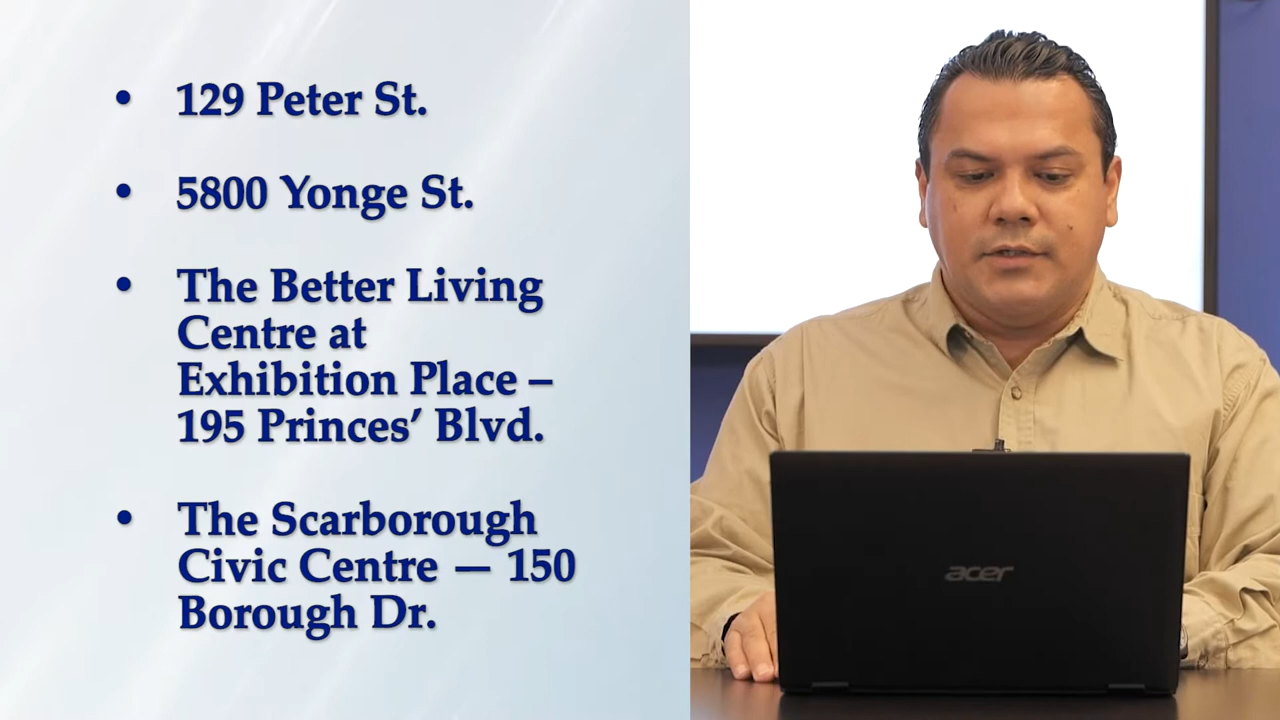 • 129 Peter St.
• 5800 Yonge St.
• The Better Living
Centre at
Exhibition Place –
195 Princes’ Blvd.
• The Scarborough
Civic Centre — 150
Borough Dr.
acer